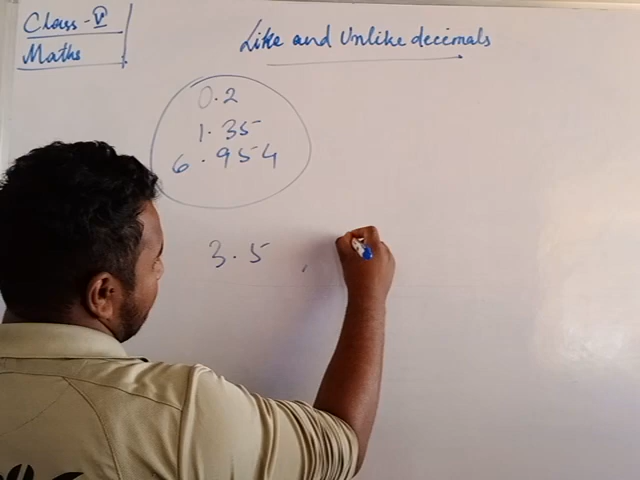 Class - V
Maths
Like and Unlike decimals
0.2
1.35
6.954
3.5 ,